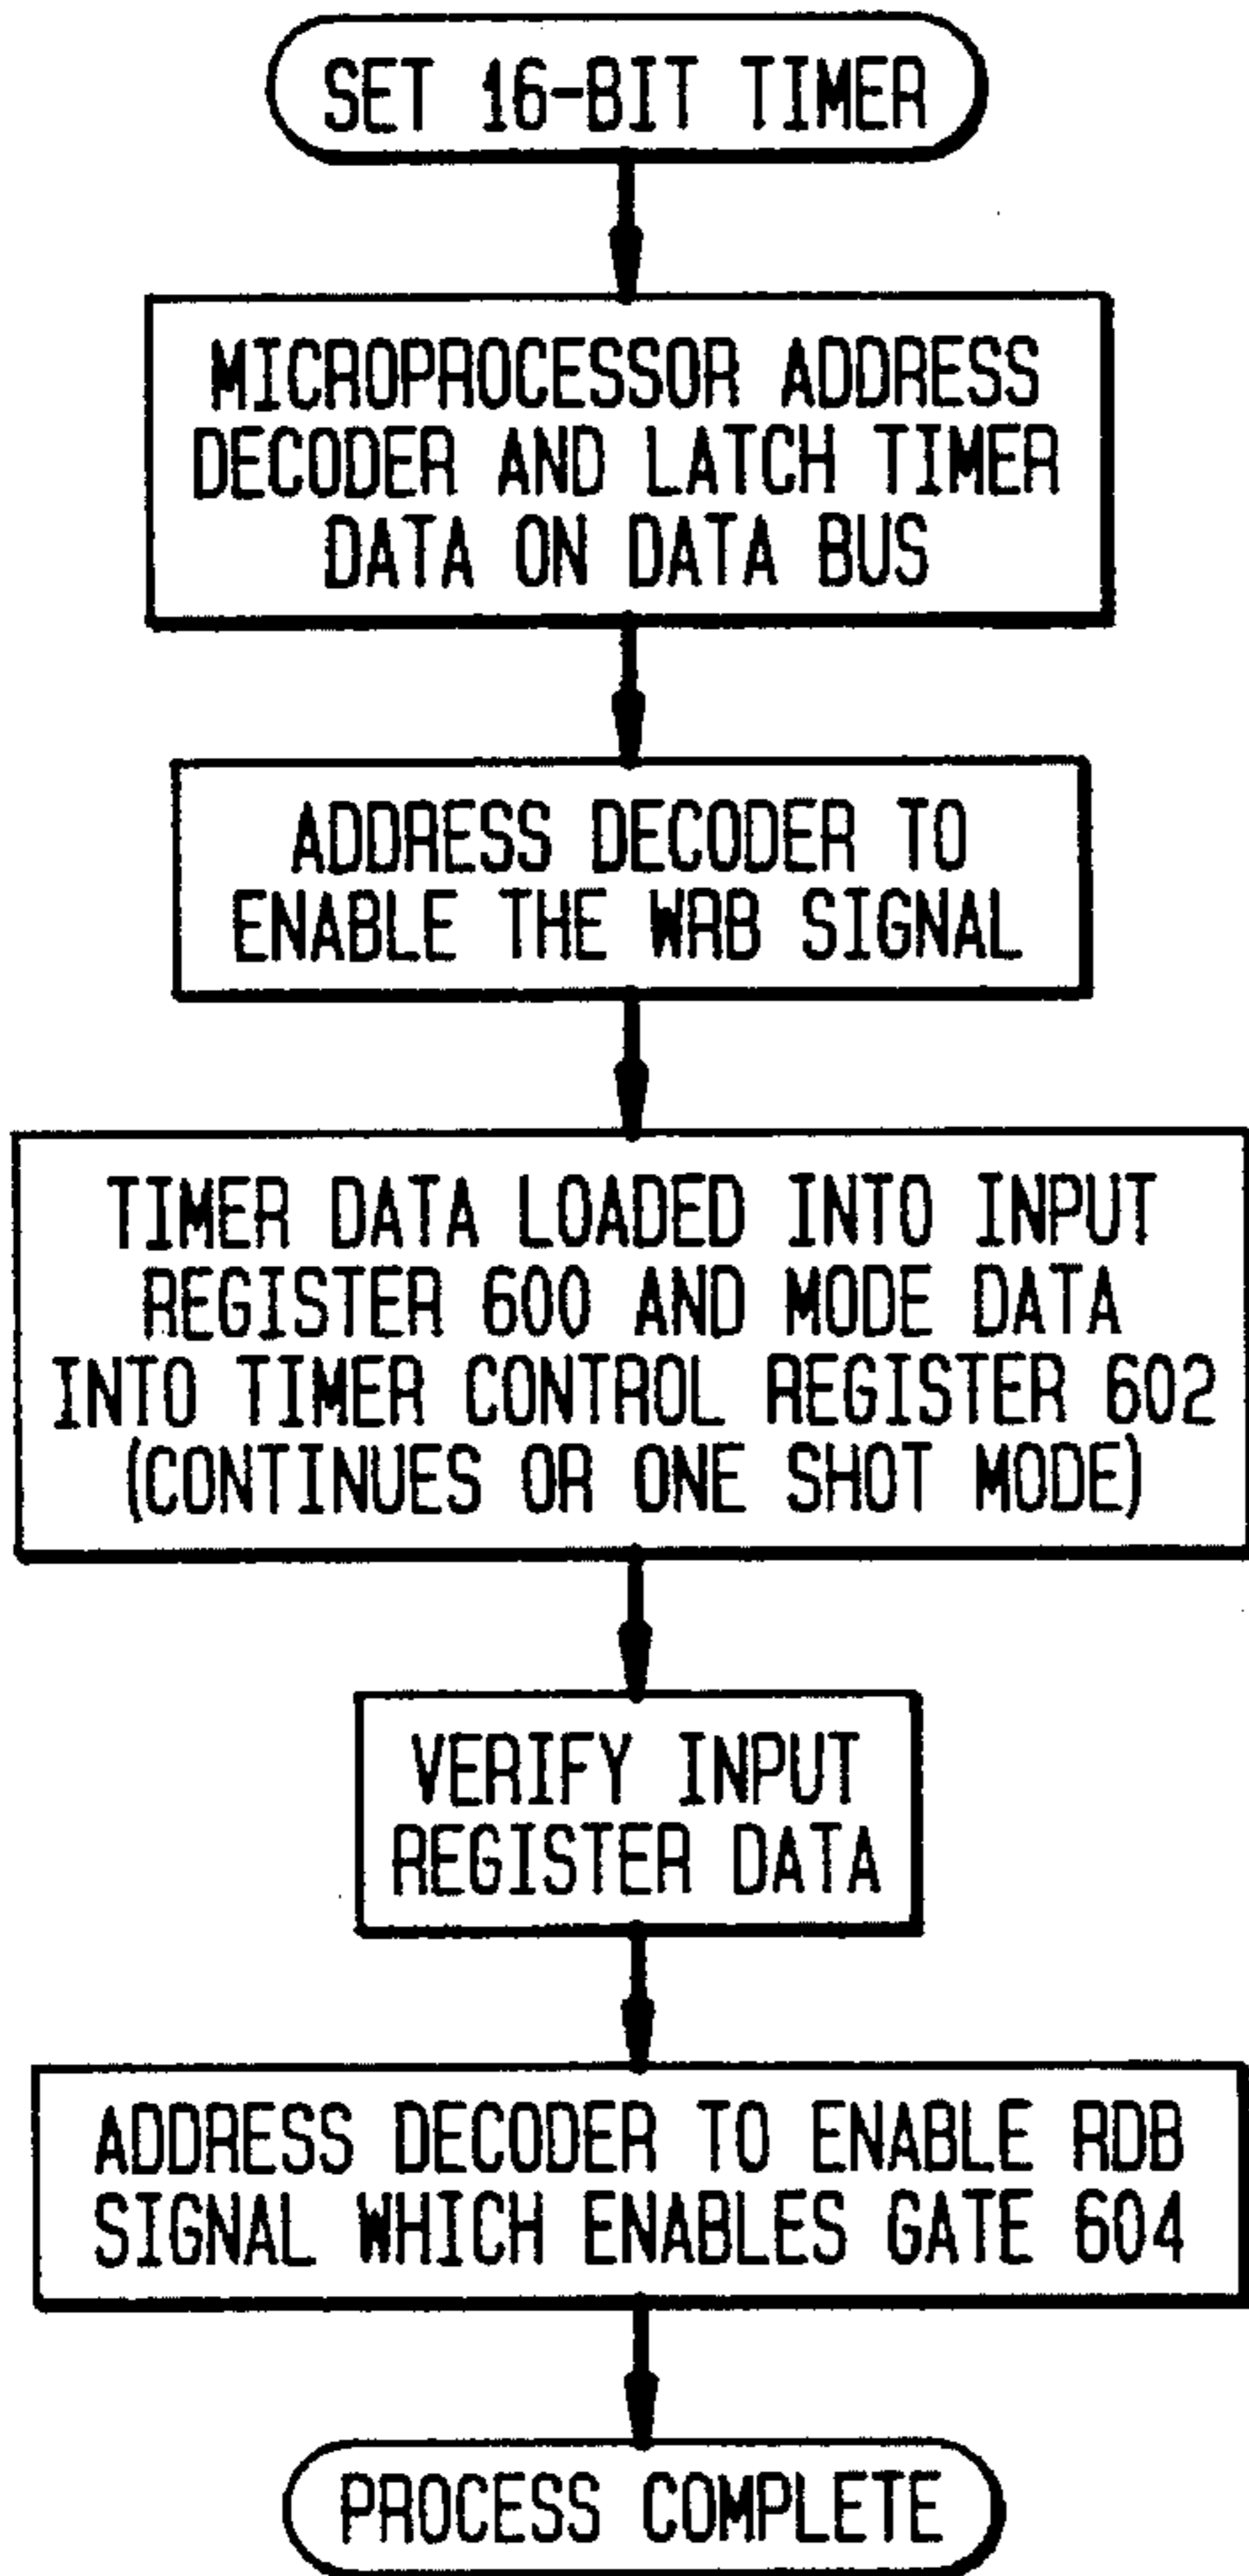 SET 16-BIT TIMER
MICROPROCESSOR ADDRESS
DECODER AND LATCH TIMER
DATA ON DATA BUS
ADDRESS DECODER TO
ENABLE THE WRB SIGNAL
TIMER DATA LOADED INTO INPUT
REGISTER 600 AND MODE DATA
INTO TIMER CONTROL REGISTER 602
(CONTINUES OR ONE SHOT MODE)
VERIFY INPUT
REGISTER DATA
ADDRESS DECODER TO ENABLE RDB
SIGNAL WHICH ENABLES GATE 604
PROCESS COMPLETE